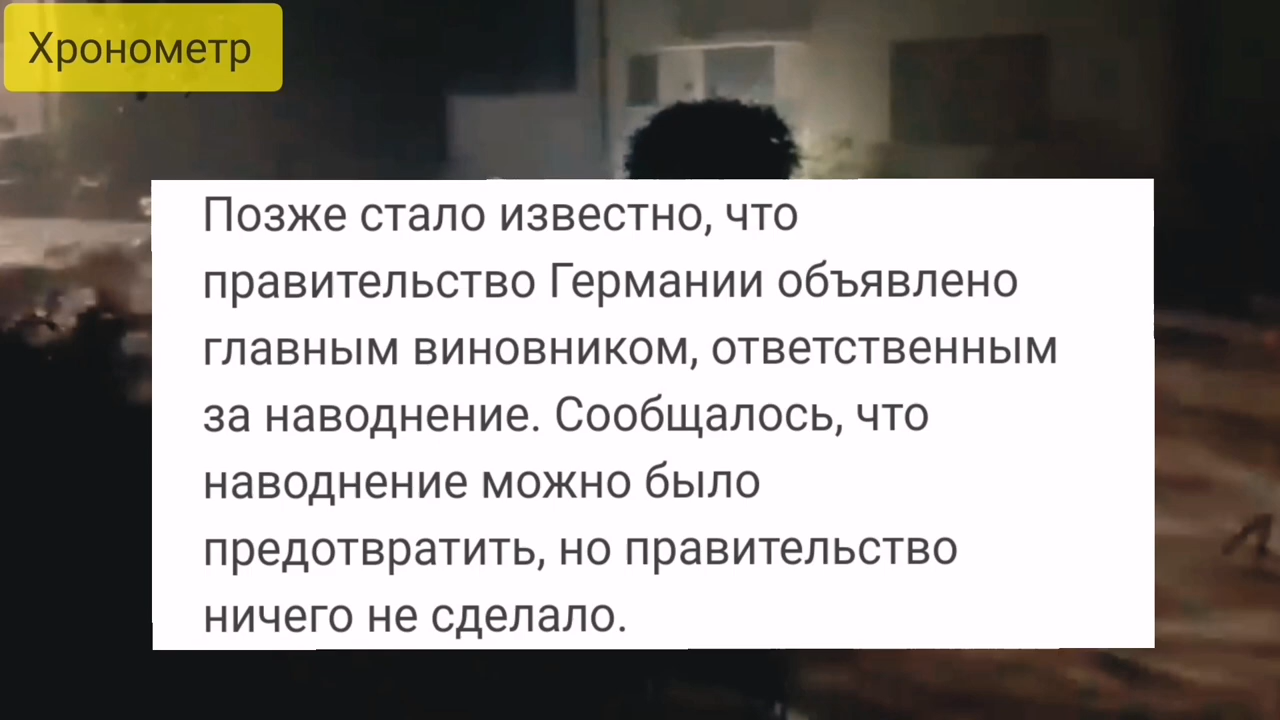 Хронометр
Позже стало известно, что
правительство Германии объявлено
главным виновником, ответственным
за наводнение. Сообщалось, что
наводнение можно было
предотвратить, но правительство
ничего не сделало.